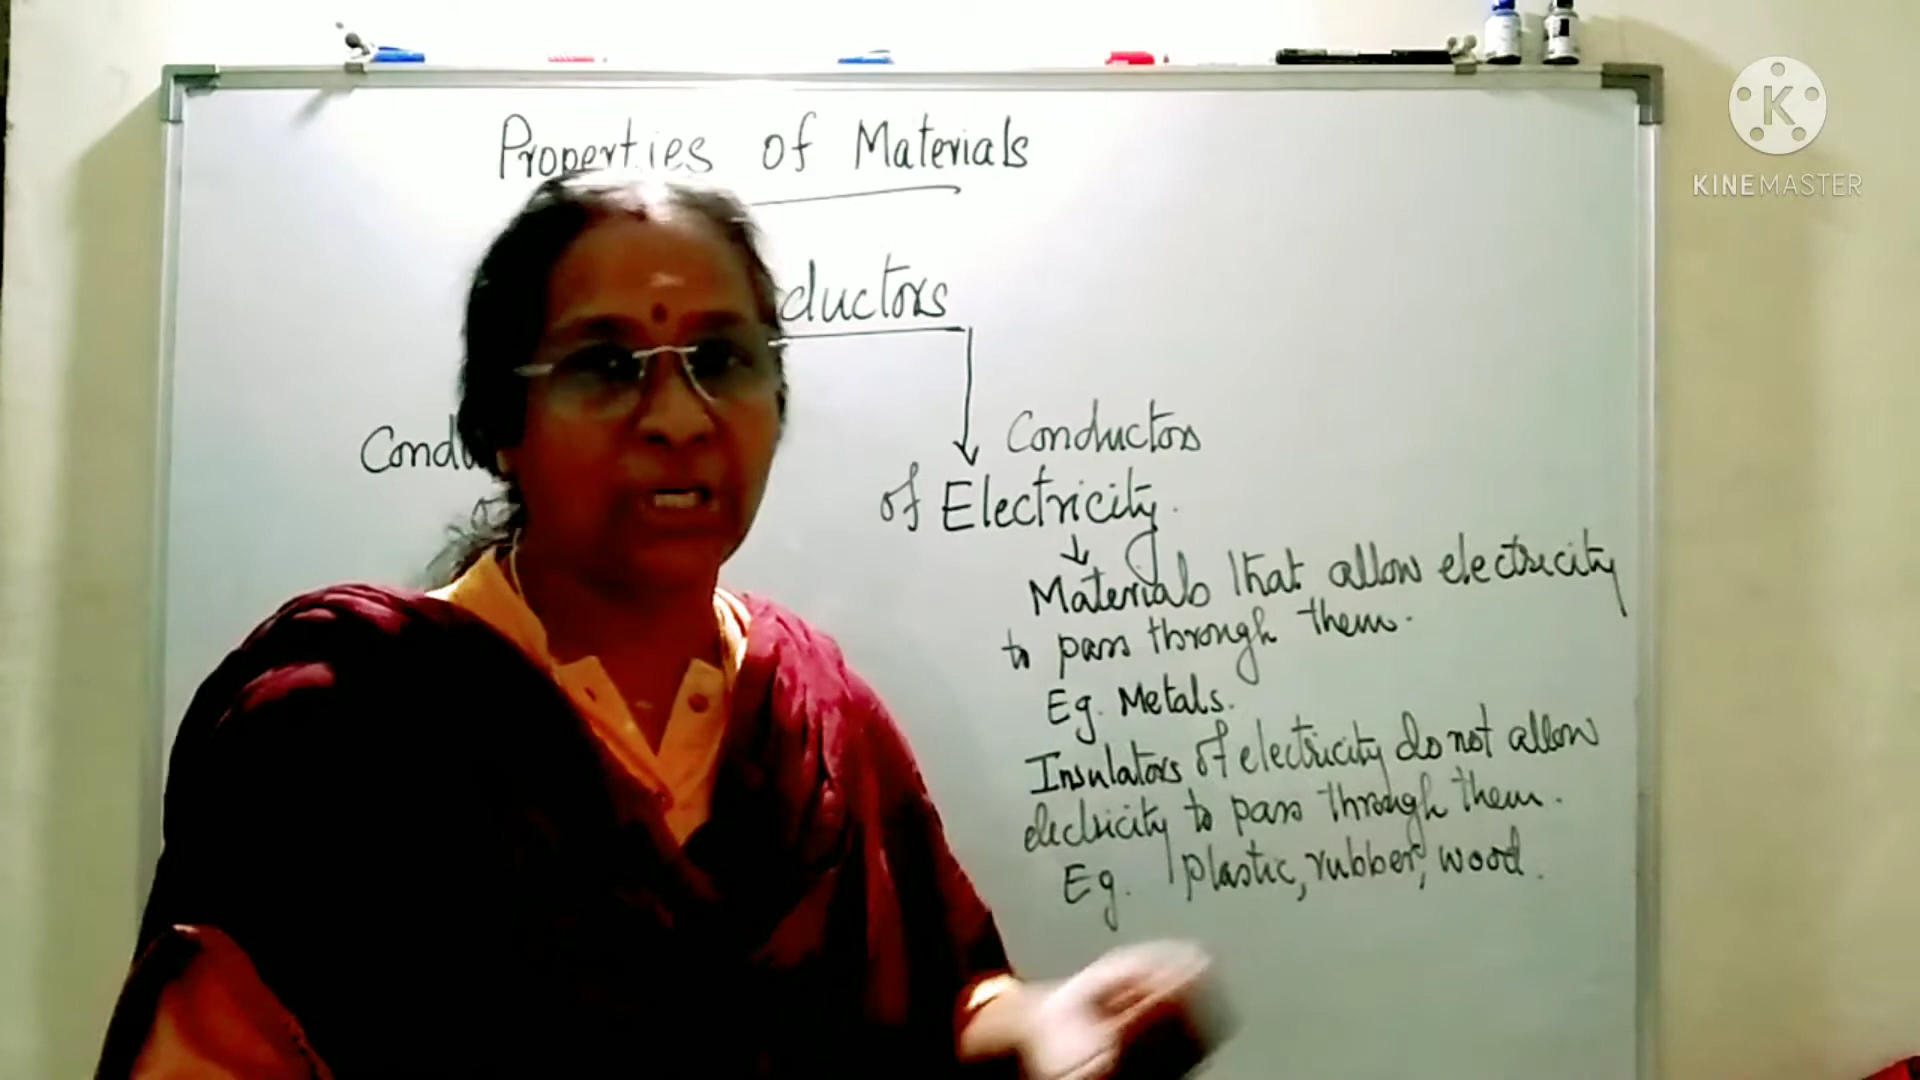 Properties of Materials
ductors
Cond
Conductors
of Electricity.
Materials that allow electricity
to pass through them.
Eg. Metals.
Insulators of electricity do not allow
electricity to pass through them.
Eg. plastic, rubber, wood.
K
KINEMASTER